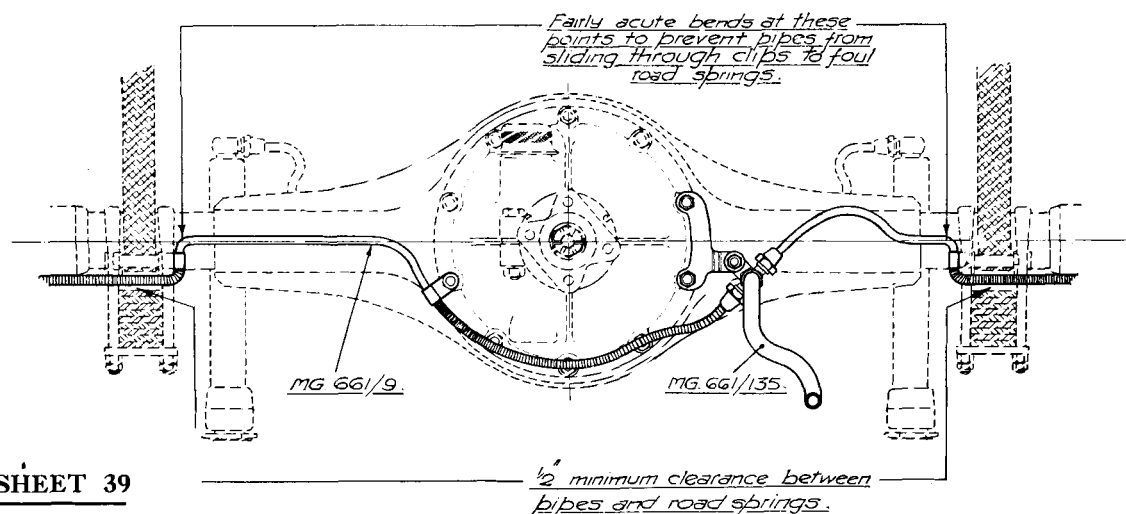 Fairly acute bends at these
points to prevent pipes from
sliding through clips to foul
road springs.
MG 661/9.
MG. 661/135.
SHEET 39
1/2" minimum clearance between
pipes and road springs.